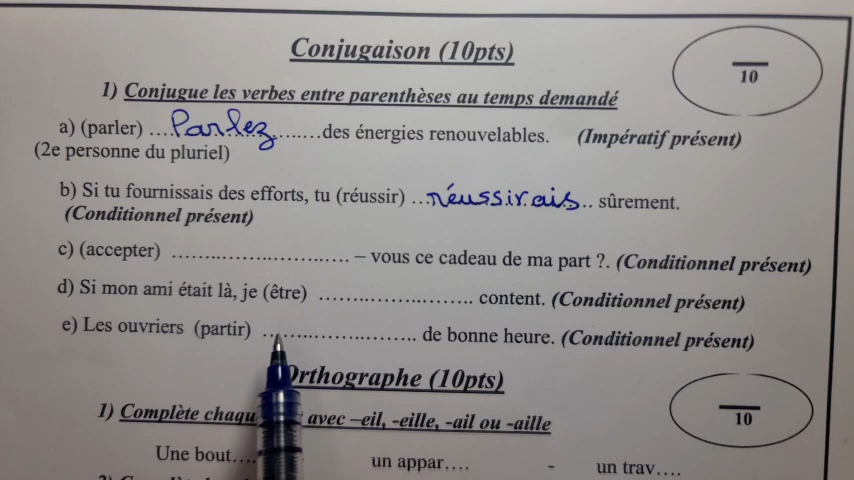 Conjugaison (10pts)
10
1) Conjugue les verbes entre parenthèses au temps demandé
a) (parler) ....Parlez........des énergies renouvelables. (Impératif présent)
(2e personne du pluriel)
b) Si tu fournissais des efforts, tu (réussir) ...réussirais.. sûrement.
(Conditionnel présent)
c) (accepter) ................................ – vous ce cadeau de ma part ?. (Conditionnel présent)
d) Si mon ami était là, je (être) ............................ content. (Conditionnel présent)
e) Les ouvriers (partir) ............................ de bonne heure. (Conditionnel présent)
Orthographe (10pts)
10
1) Complète avec –eil, -eille, -ail ou -aille
Une bout.... un appar.... - un trav....